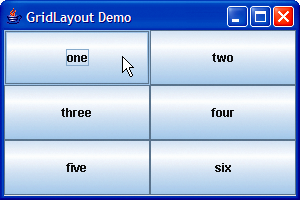 GridLayout Demo
one two
three four
five six